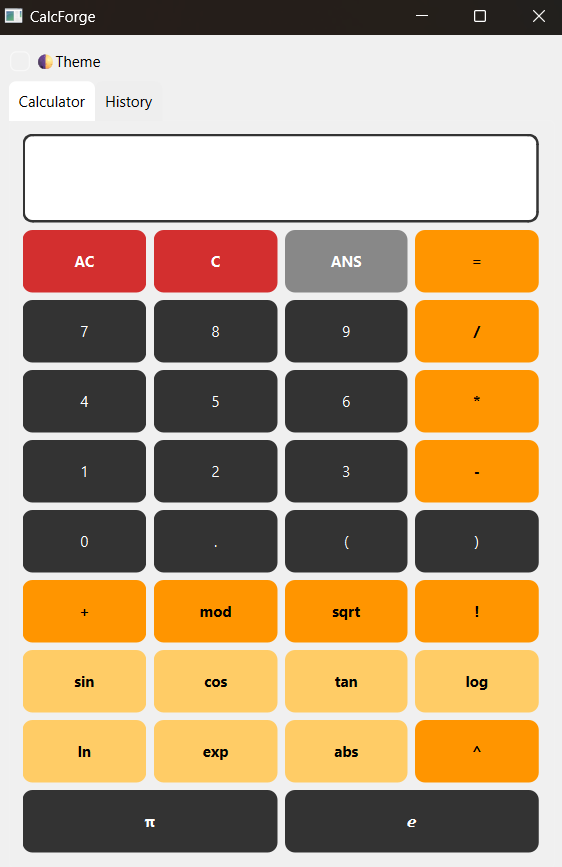 CalcForge
Theme
Calculator History
AC C ANS =
7 8 9 /
4 5 6 *
1 2 3 -
0 . ( )
+ mod sqrt !
sin cos tan log
ln exp abs ^
π e